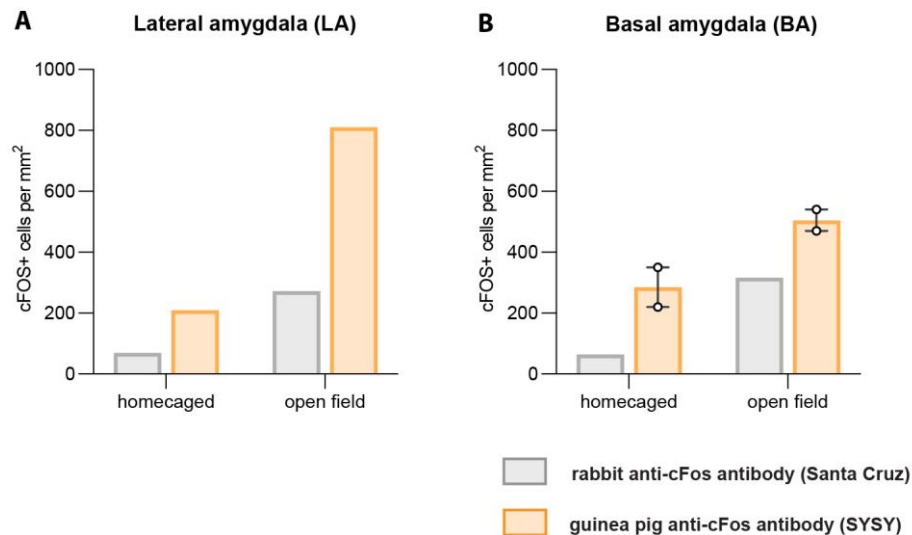 A
Lateral amygdala (LA)
1000
800
600
400
200
0
cFOS+ cells per mm2
homecaged
open field
B
Basal amygdala (BA)
1000
800
600
400
200
0
cFOS+ cells per mm2
homecaged
open field
rabbit anti-cFos antibody (Santa Cruz)
guinea pig anti-cFos antibody (SYSY)